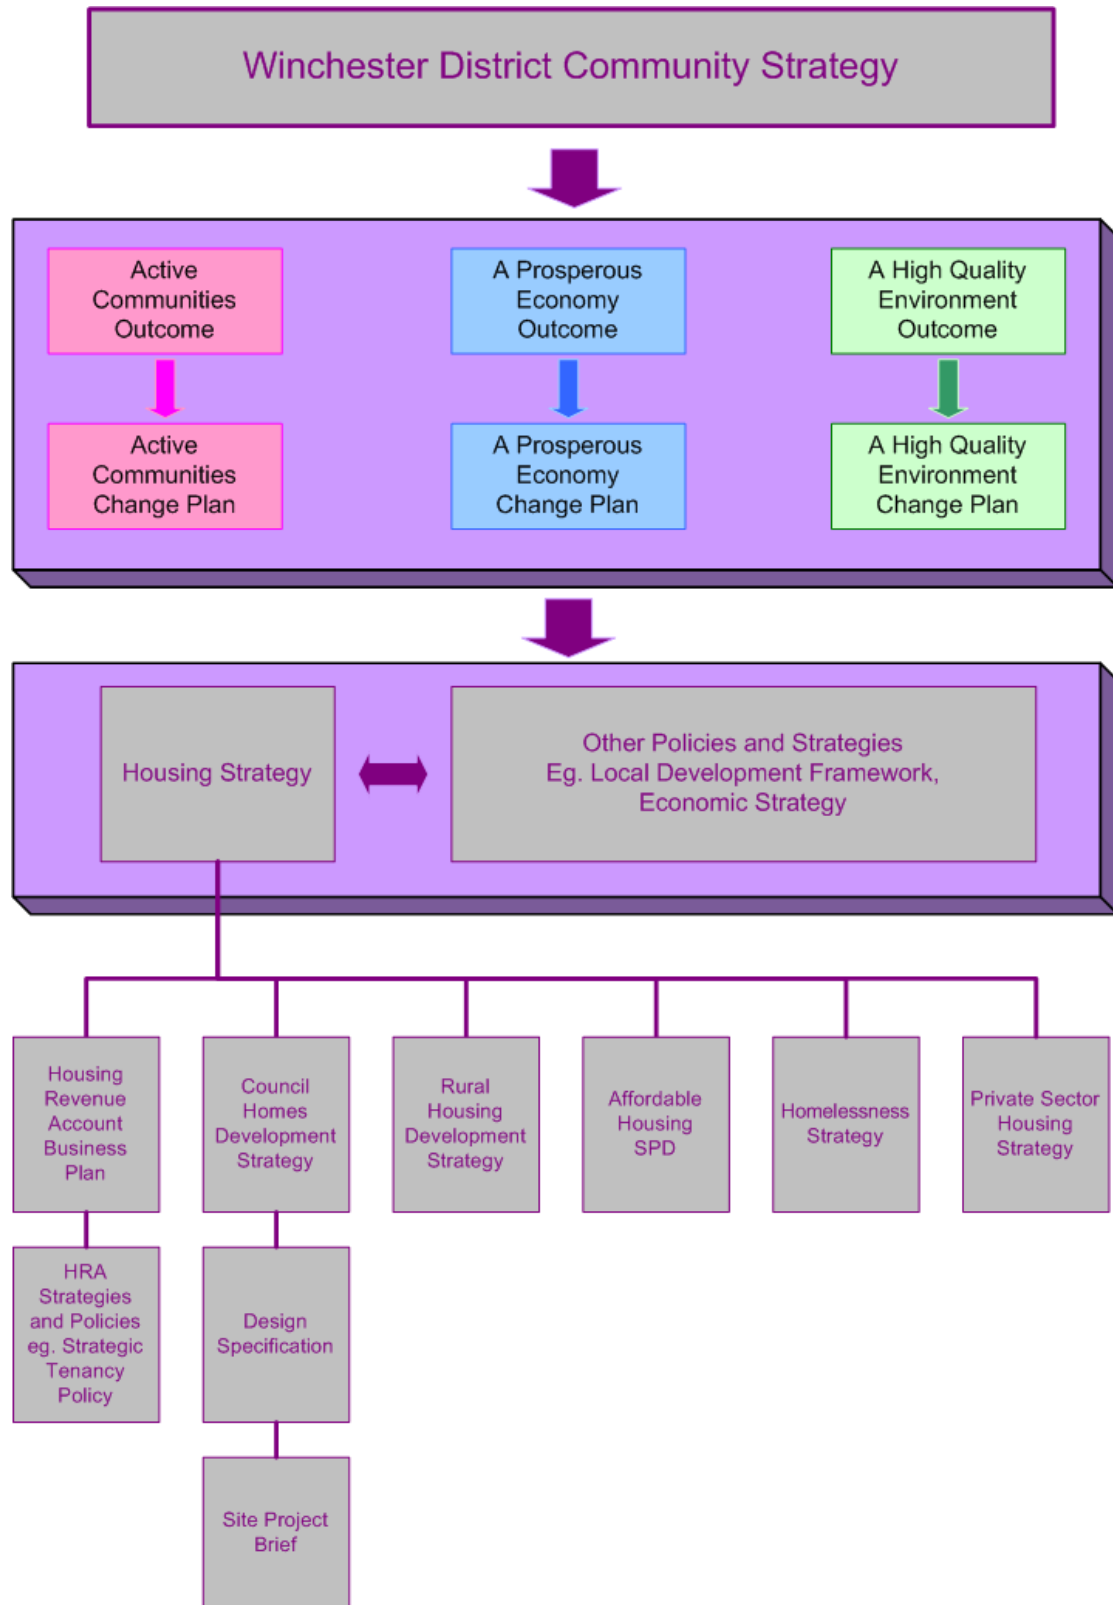 Winchester District Community Strategy
Active
Communities
Outcome
A Prosperous
Economy
Outcome
A High Quality
Environment
Outcome
Active
Communities
Change Plan
A Prosperous
Economy
Change Plan
A High Quality
Environment
Change Plan
Housing Strategy
Other Policies and Strategies
Eg. Local Development Framework,
Economic Strategy
Housing
Revenue
Account
Business
Plan
Council
Homes
Development
Strategy
Rural
Housing
Development
Strategy
Affordable
Housing
SPD
Homelessness
Strategy
Private Sector
Housing
Strategy
HRA
Strategies
and Policies
eg. Strategic
Tenancy
Policy
Design
Specification
Site Project
Brief